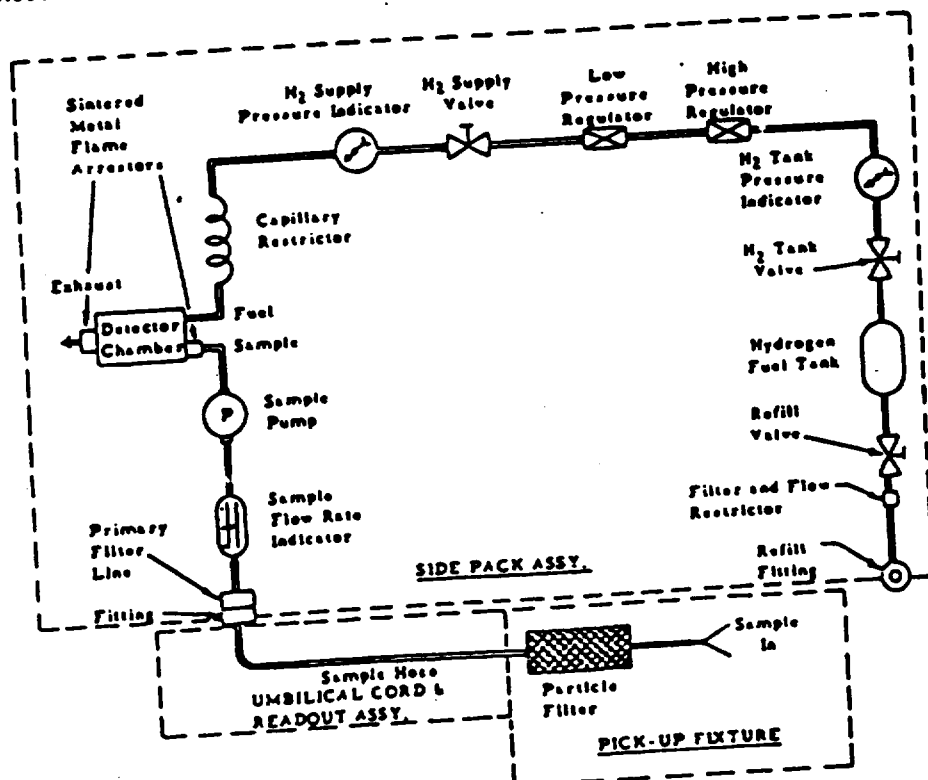 H2 Supply
Pressure Indicator
H2 Supply
Valve
Low
Pressure
Regulator
High
Pressure
Regulator
Sintered
Metal
Flame
Arrestors
H2 Tank
Pressure
Indicator
Capillary
Restrictor
H2 Tank
Valve
Exhaust
Fuel
Detector
Chamber
Sample
Hydrogen
Fuel Tank
P
Sample
Pump
Refill
Valve
Sample
Flow Rate
Indicator
Filter and Flow
Restrictor
Primary
Filter
Line
Refill
Fitting
SIDE PACK ASSY.
Fitting
Sample
In
Sample Hose
UMBILICAL CORD &
READOUT ASSY.
Particle
Filter
PICK-UP FIXTURE